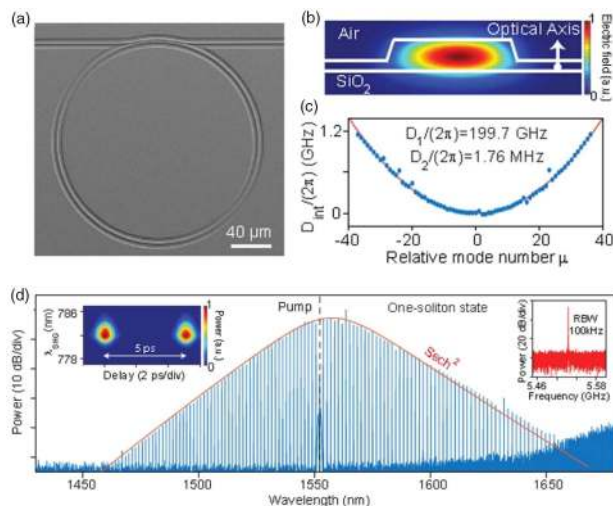 (a)
40 µm
(b)
Air
Optical Axis
SiO2
1
0
Electric field [a.u.]
(c)
D1/(2π)=199.7 GHz
D2/(2π)=1.76 MHz
1.2
0
Dint/(2π) (GHz)
-40 -20 0 20 40
Relative mode number µ
(d)
Pump
One-soliton state
786
778
λSHG (nm)
5 ps
Delay (2 ps/div)
1
0
Power (a.u.)
Sech²
RBW
100kHz
Power (20 dB/div)
5.46 5.58
Frequency (GHz)
Power (10 dB/div)
1450 1500 1550 1600 1650
Wavelength (nm)